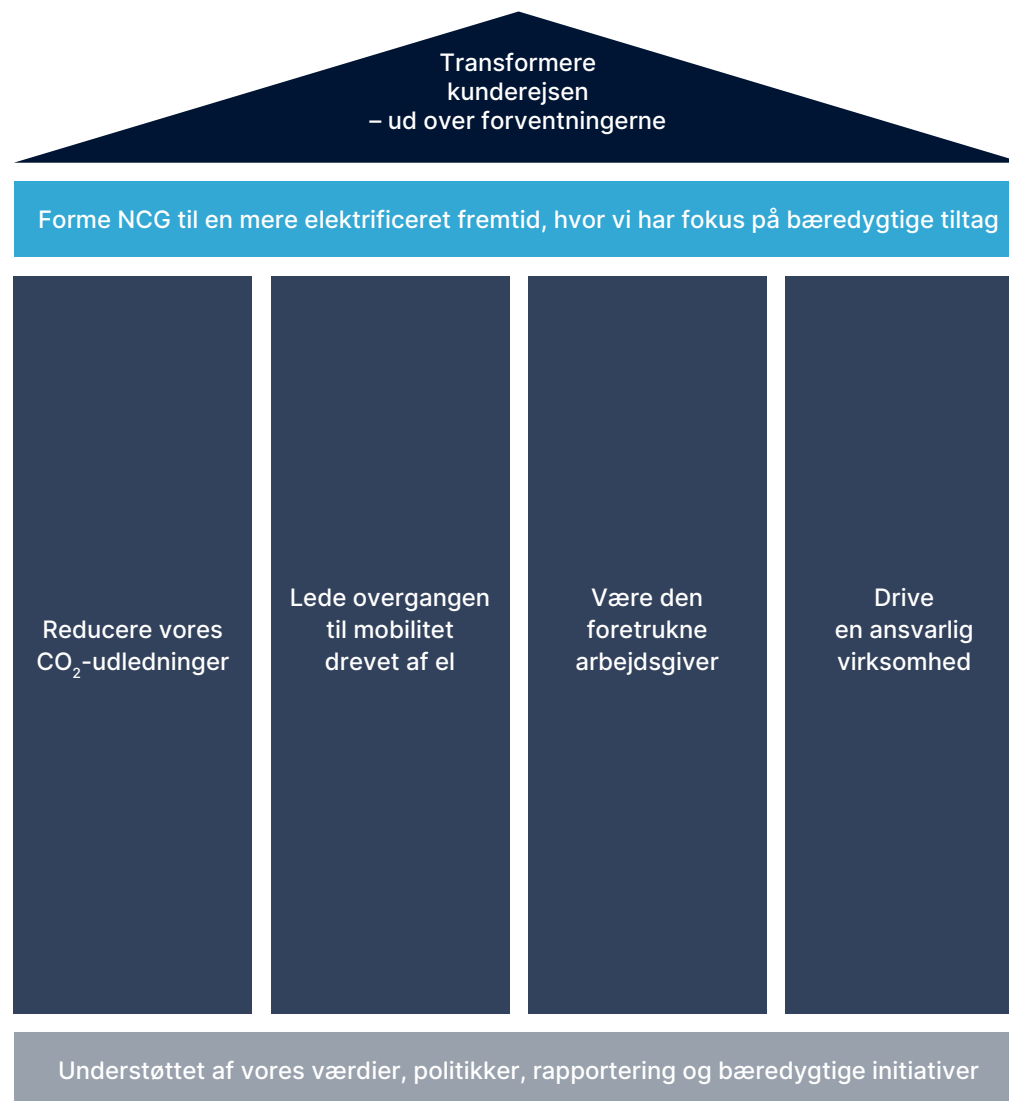 Transformere
kunderejsen
– ud over forventningerne
Forme NCG til en mere elektrificeret fremtid, hvor vi har fokus på bæredygtige tiltag
Reducere vores
CO₂-udledninger
Lede overgangen
til mobilitet
drevet af el
Være den
foretrukne
arbejdsgiver
Drive
en ansvarlig
virksomhed
Understøttet af vores værdier, politikker, rapportering og bæredygtige initiativer